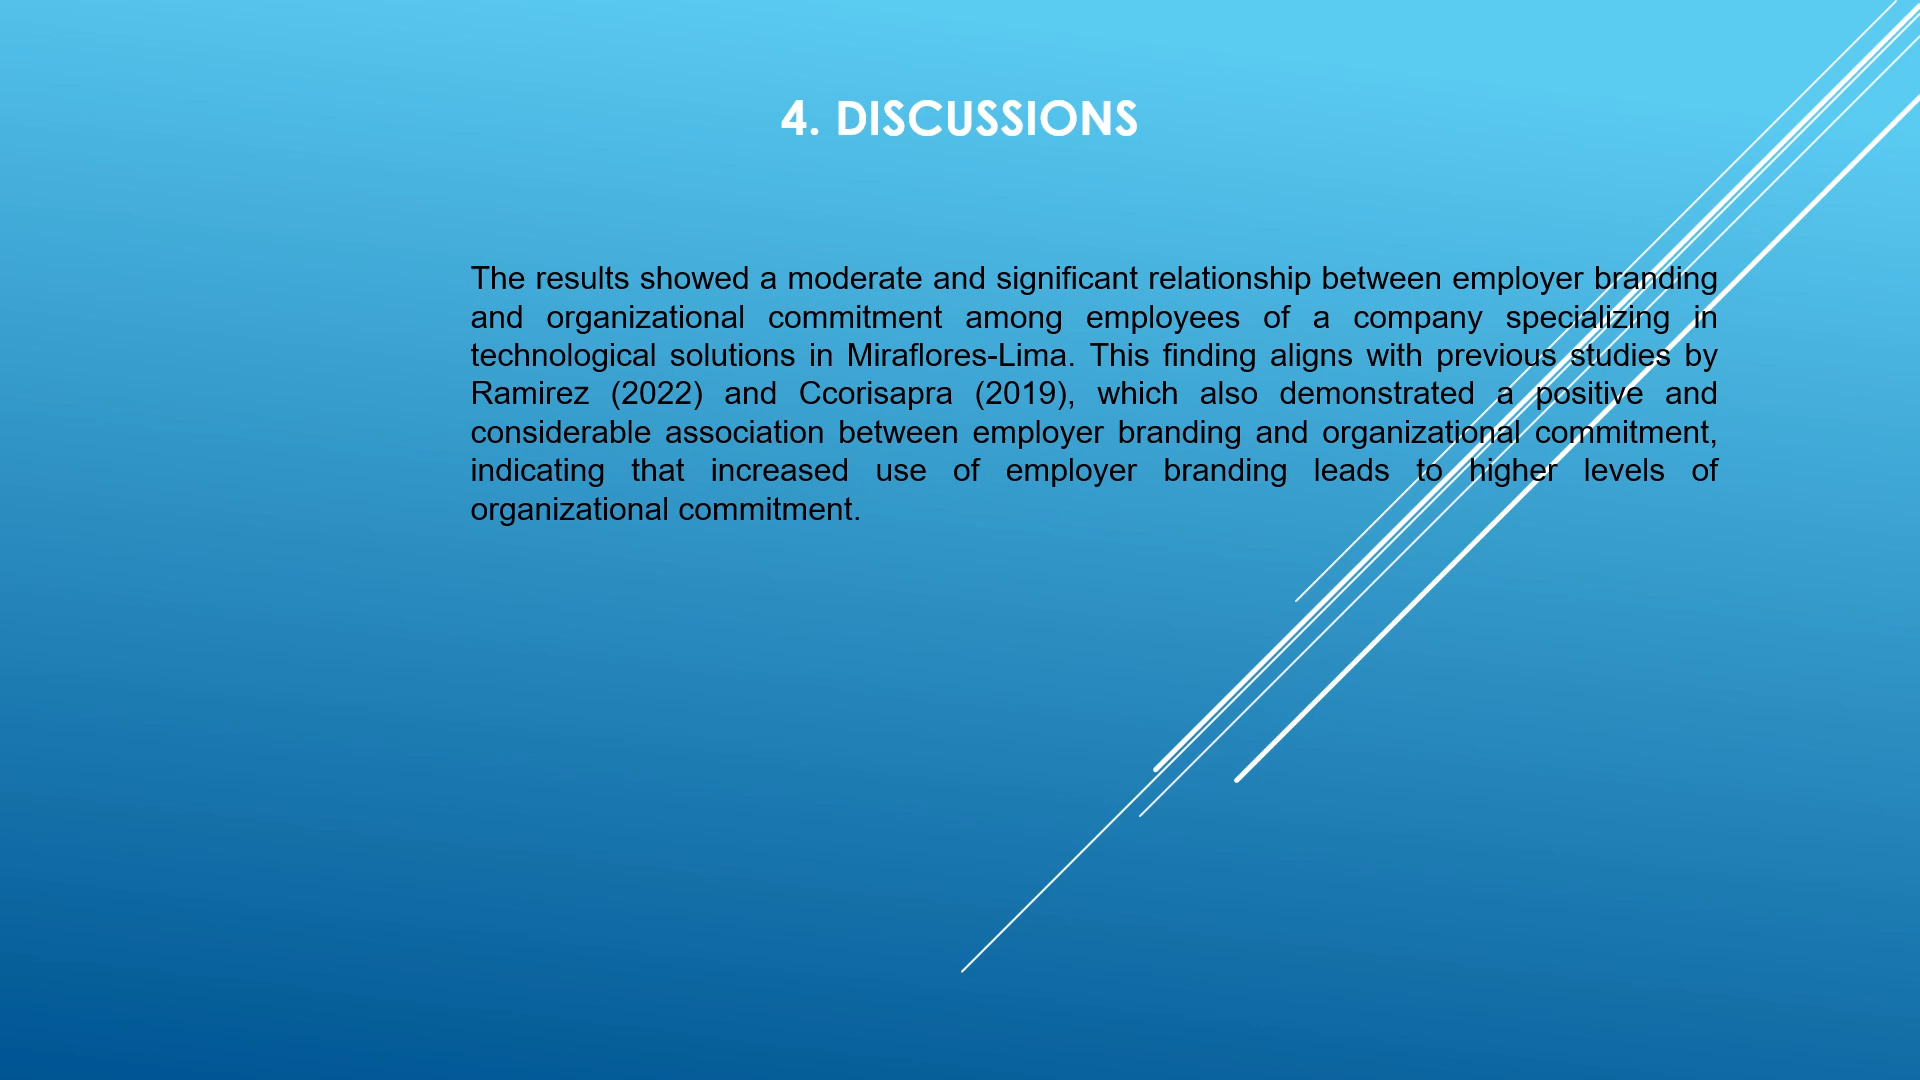 4. DISCUSSIONS
The results showed a moderate and significant relationship between employer branding
and organizational commitment among employees of a company specializing in
technological solutions in Miraflores-Lima. This finding aligns with previous studies by
Ramirez (2022) and Ccorisapra (2019), which also demonstrated a positive and
considerable association between employer branding and organizational commitment,
indicating that increased use of employer branding leads to higher levels of
organizational commitment.